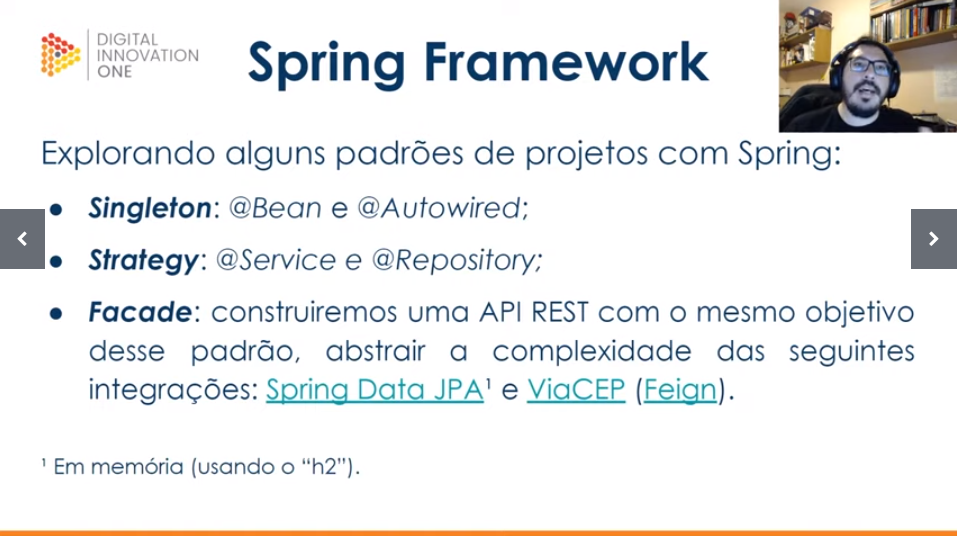 DIGITAL
INNOVATION
ONE
Spring Framework
Explorando alguns padrões de projetos com Spring:
● Singleton: @Bean e @Autowired;
● Strategy: @Service e @Repository;
● Facade: construiremos uma API REST com o mesmo objetivo
desse padrão, abstrair a complexidade das seguintes
integrações: Spring Data JPA¹ e ViaCEP (Feign).
¹ Em memória (usando o “h2”).